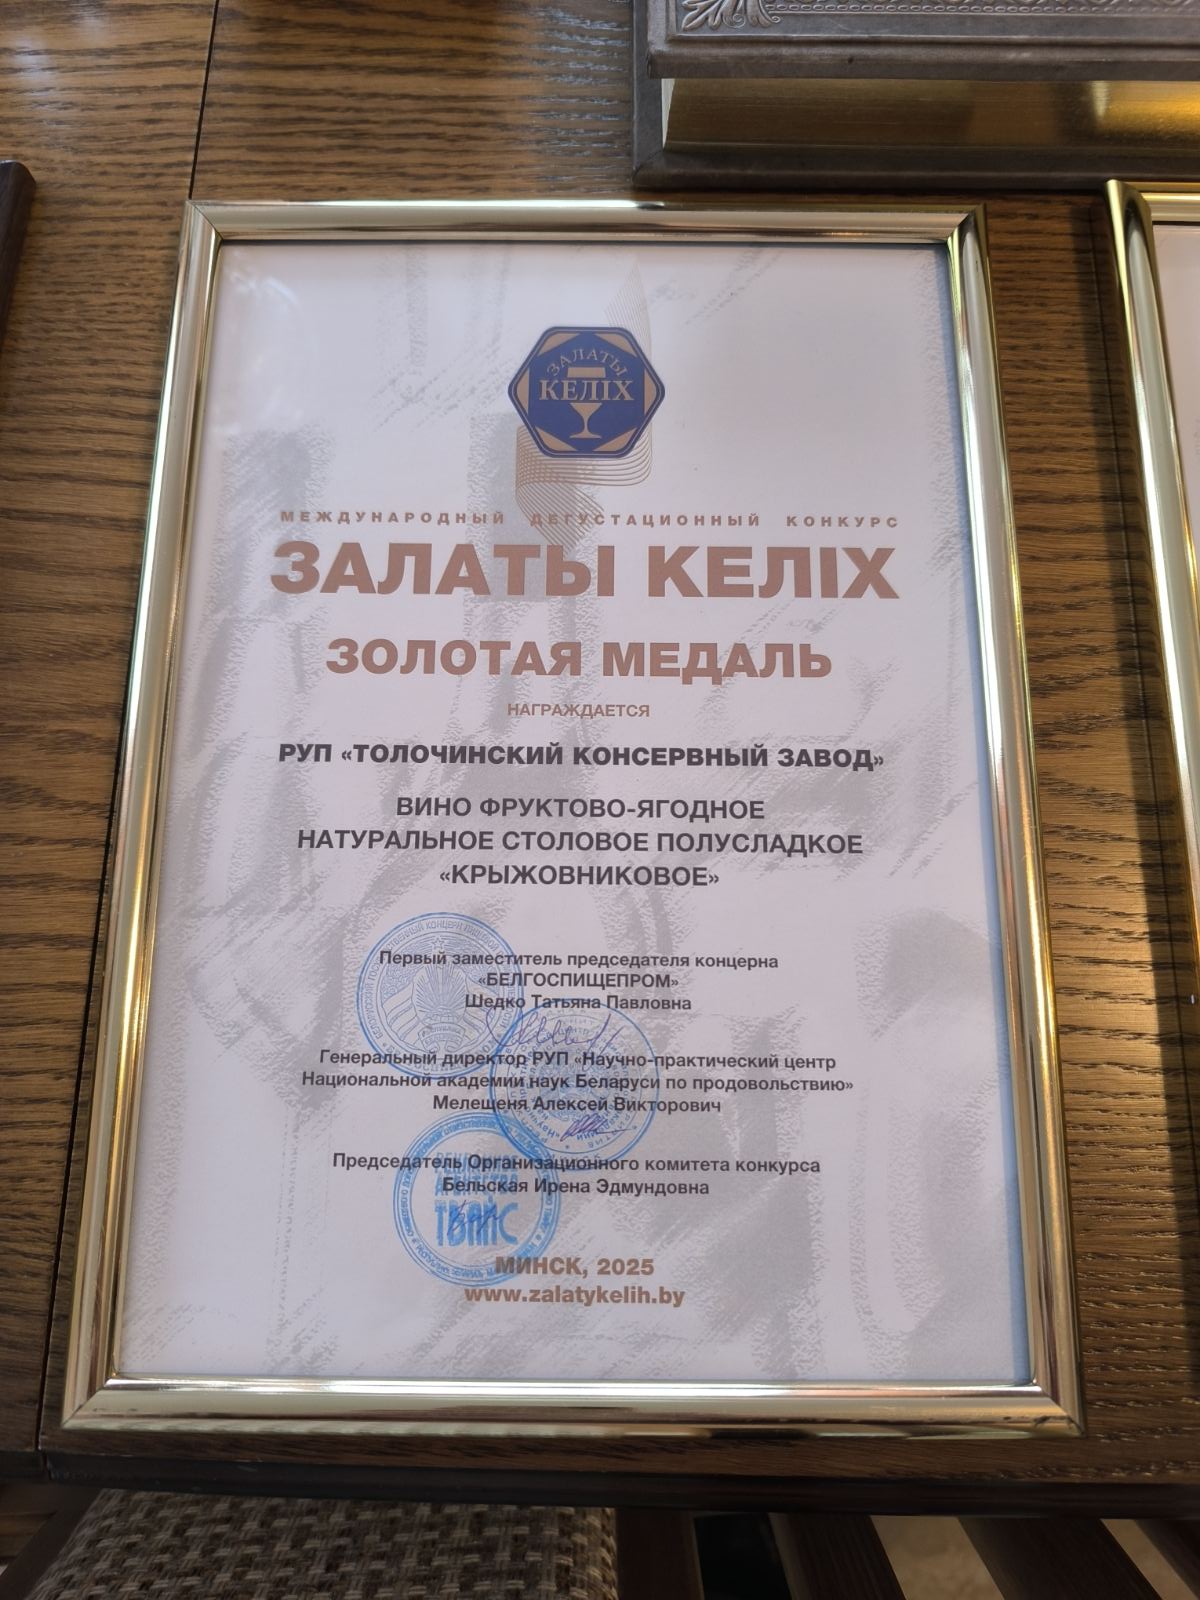 ЗАЛАТЫ
КЕЛІХ
МЕЖДУНАРОДНЫЙ ДЕГУСТАЦИОННЫЙ КОНКУРС
ЗАЛАТЫ КЕЛІХ
ЗОЛОТАЯ МЕДАЛЬ
НАГРАЖДАЕТСЯ
РУП «ТОЛОЧИНСКИЙ КОНСЕРВНЫЙ ЗАВОД»
ВИНО ФРУКТОВО-ЯГОДНОЕ
НАТУРАЛЬНОЕ СТОЛОВОЕ ПОЛУСЛАДКОЕ
«КРЫЖОВНИКОВОЕ»
Первый заместитель председателя концерна
«БЕЛГОСПИЩЕПРОМ»
Шедко Татьяна Павловна
Генеральный директор РУП «Научно-практический центр
Национальной академии наук Беларуси по продовольствию»
Мелещеня Алексей Викторович
Председатель Организационного комитета конкурса
Бельская Ирена Эдмундовна
РЕКЛАМНОЕ
АГЕНТСТВО
МИНСК, 2025
www.zalatykelih.by